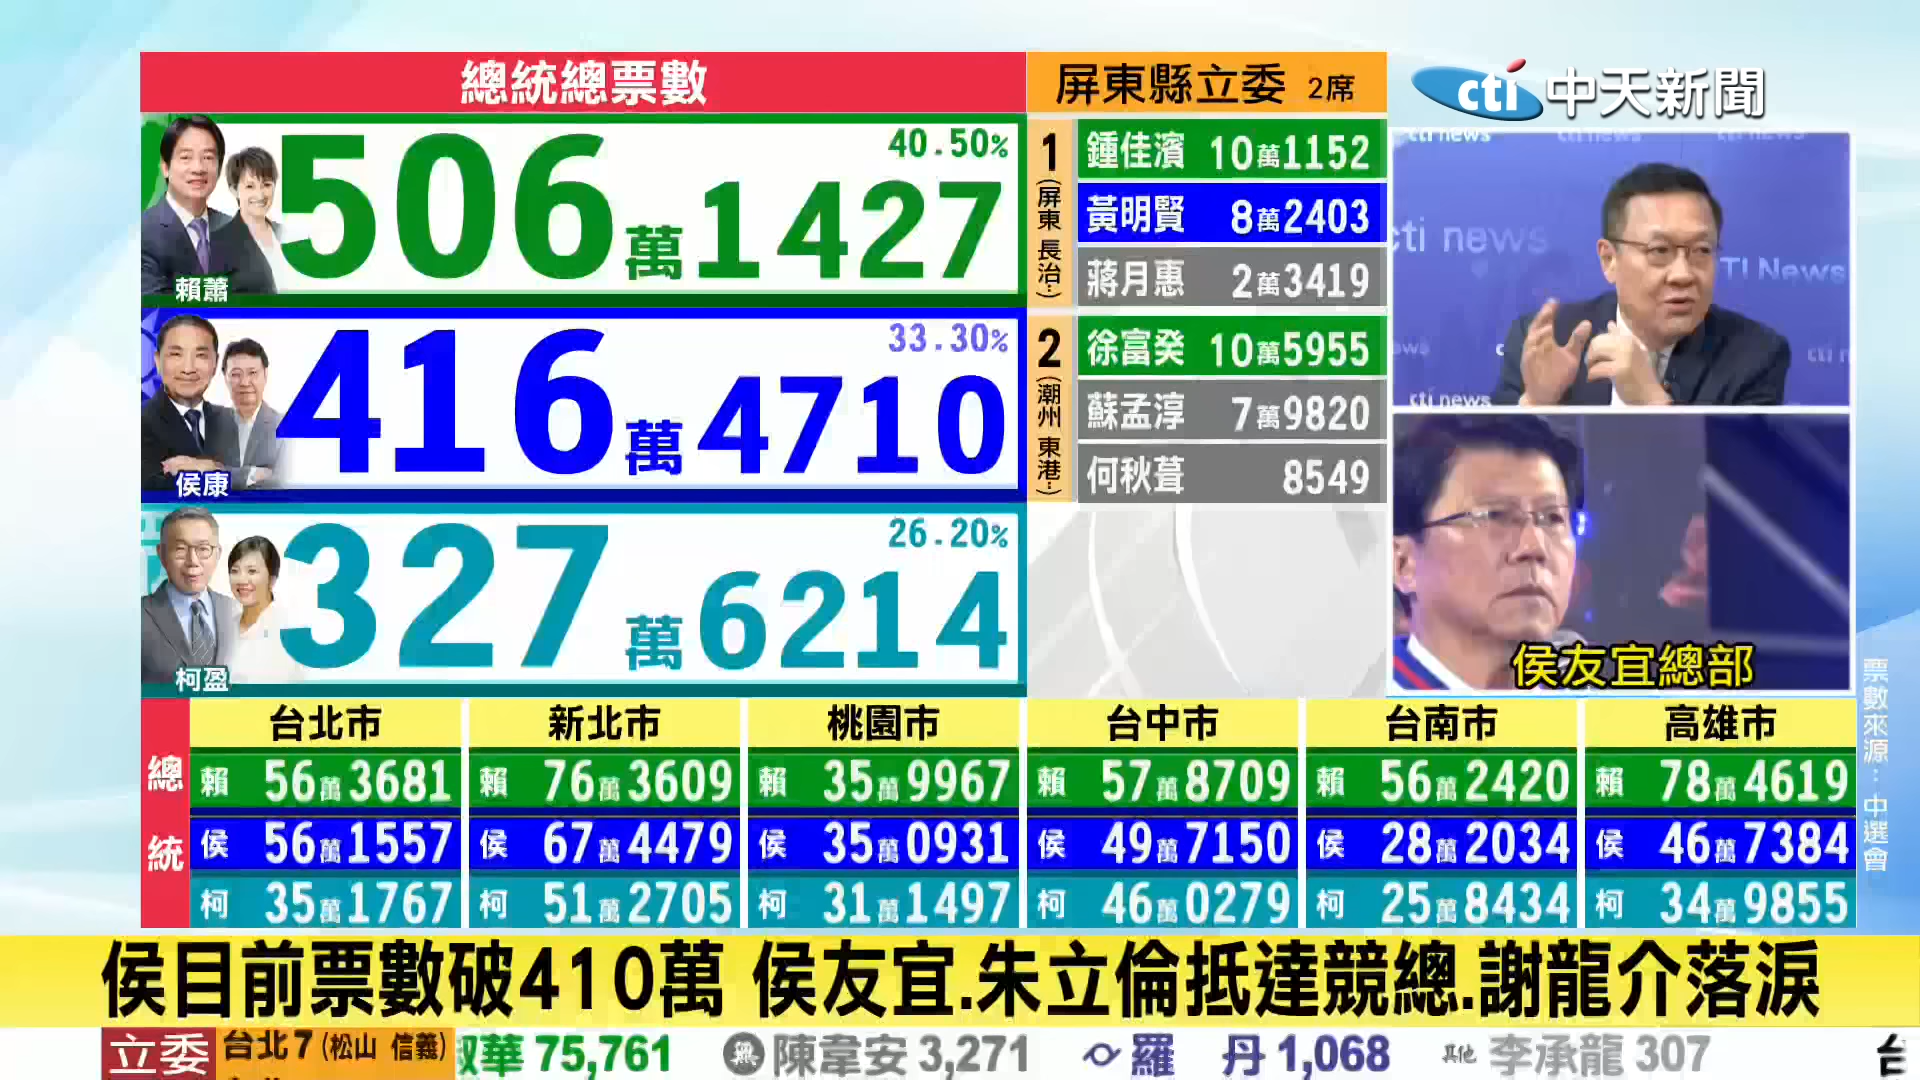 總統總票數
屏東縣立委 2席
cti 中天新聞
賴蕭
506萬1427
40.50%
侯康
416萬4710
33.30%
柯盈
327萬6214
26.20%
1 (屏東 長治..)
鍾佳濱 10萬1152
黃明賢 8萬2403
蔣月惠 2萬3419
2 (潮州 東港..)
徐富癸 10萬5955
蘇孟淳 7萬9820
何秋葺 8549
cti news
cti news
TI News
cti news
侯友宜總部
票數來源：中選會
總統
台北市
賴 56萬3681
侯 56萬1557
柯 35萬1767
新北市
賴 76萬3609
侯 67萬4479
柯 51萬2705
桃園市
賴 35萬9967
侯 35萬0931
柯 31萬1497
台中市
賴 57萬8709
侯 49萬7150
柯 46萬0279
台南市
賴 56萬2420
侯 28萬2034
柯 25萬8434
高雄市
賴 78萬4619
侯 46萬7384
柯 34萬9855
侯目前票數破410萬 侯友宜.朱立倫抵達競總.謝龍介落淚
立委 台北7(松山 信義) 淑華 75,761 無 陳韋安 3,271 羅 丹 1,068 其他 李承龍 307